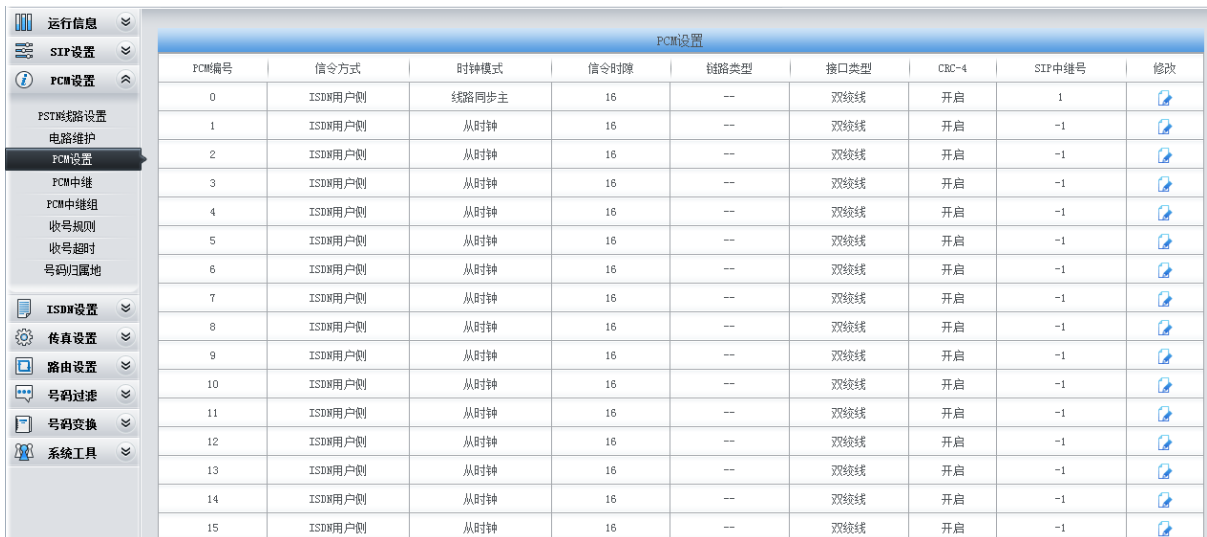 运行信息
SIP设置
PCM设置
PSTN线路设置
电路维护
PCM设置
PCM中继
PCM中继组
收号规则
收号超时
号码归属地
ISDN设置
传真设置
路由设置
号码过滤
号码变换
系统工具
PCM设置
PCM编号 信令方式 时钟模式 信令时隙 链路类型 接口类型 CRC-4 SIP中继号 修改
0 ISDN用户侧 线路同步主 16 -- 双绞线 开启 1
1 ISDN用户侧 从时钟 16 -- 双绞线 开启 -1
2 ISDN用户侧 从时钟 16 -- 双绞线 开启 -1
3 ISDN用户侧 从时钟 16 -- 双绞线 开启 -1
4 ISDN用户侧 从时钟 16 -- 双绞线 开启 -1
5 ISDN用户侧 从时钟 16 -- 双绞线 开启 -1
6 ISDN用户侧 从时钟 16 -- 双绞线 开启 -1
7 ISDN用户侧 从时钟 16 -- 双绞线 开启 -1
8 ISDN用户侧 从时钟 16 -- 双绞线 开启 -1
9 ISDN用户侧 从时钟 16 -- 双绞线 开启 -1
10 ISDN用户侧 从时钟 16 -- 双绞线 开启 -1
11 ISDN用户侧 从时钟 16 -- 双绞线 开启 -1
12 ISDN用户侧 从时钟 16 -- 双绞线 开启 -1
13 ISDN用户侧 从时钟 16 -- 双绞线 开启 -1
14 ISDN用户侧 从时钟 16 -- 双绞线 开启 -1
15 ISDN用户侧 从时钟 16 -- 双绞线 开启 -1